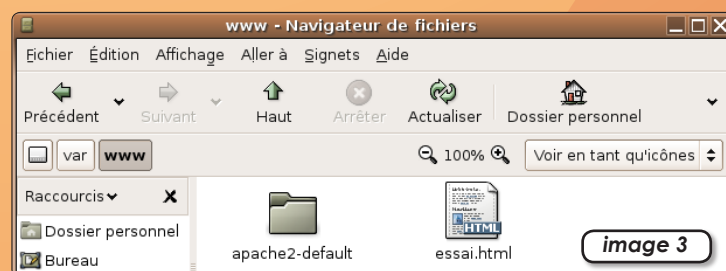 www - Navigateur de fichiers
Fichier Édition Affichage Aller à Signets Aide
Précédent Suivant Haut Arrêter Actualiser Dossier personnel
var www 100% Voir en tant qu'icônes
Raccourcis
Dossier personnel
Bureau
HTML
apache2-default essai.html
image 3